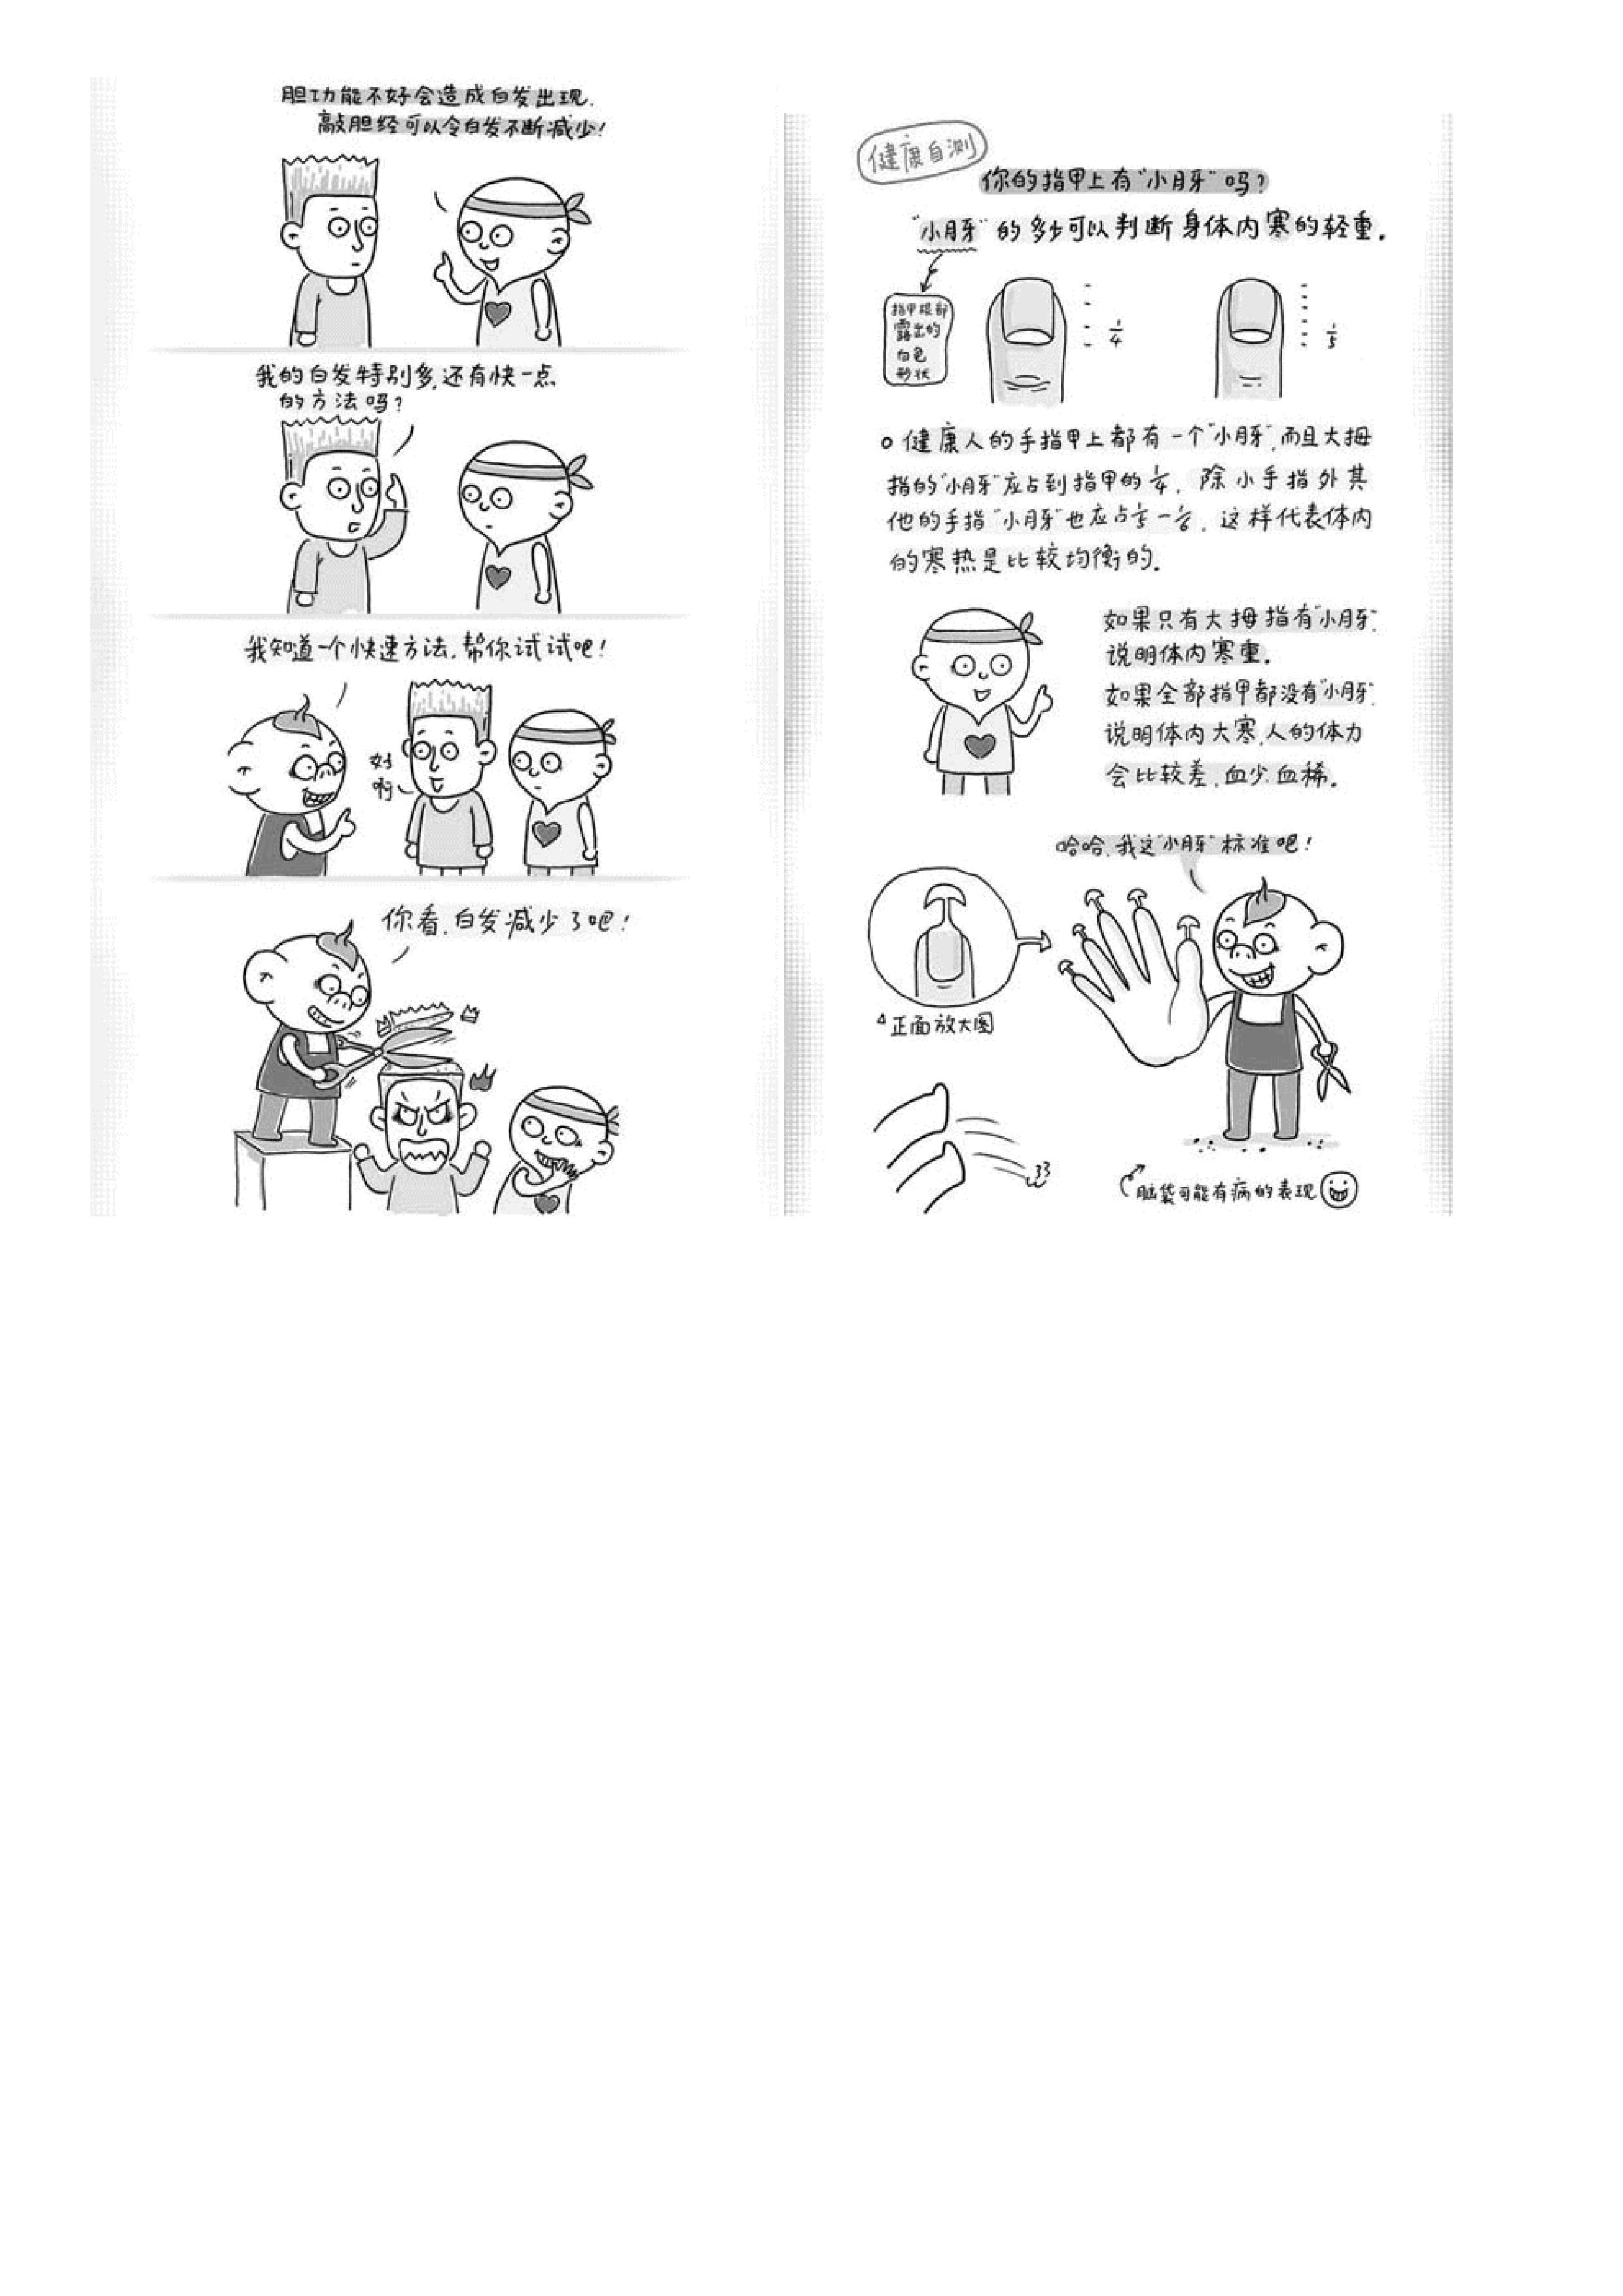 胆功能不好会造成白发出现.
敲胆经可以令白发不断减少!
我的白发特别多,还有快一点
的方法吗?
我知道一个快速方法,帮你试试吧!
好
啊
你看,白发减少了吧!
健康自测
你的指甲上有"小月牙"吗?
"小月牙"的多少可以判断身体内寒的轻重.
指甲根部
露出的
白色
形状
1/4
1/5
健康人的手指甲上都有一个"小月牙",而且大拇
指的"小月牙"应占到指甲的
除小手指外其
他的手指"小月牙"也应占
这样代表体内
的寒热是比较均衡的.
如果只有大拇指有"小月牙",
说明体内寒重.
如果全部指甲都没有"小月牙",
说明体内大寒,人的体力
会比较差,血少.血稀.
哈哈,我这"小月牙"标准吧!
正面放大图
脑袋可能有病的表现